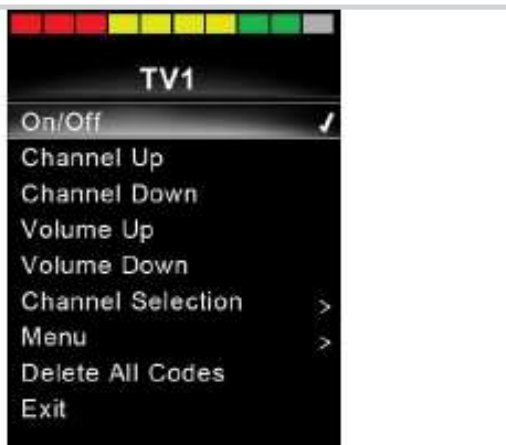 TV1
On/Off ✓
Channel Up
Channel Down
Volume Up
Volume Down
Channel Selection >
Menu >
Delete All Codes
Exit